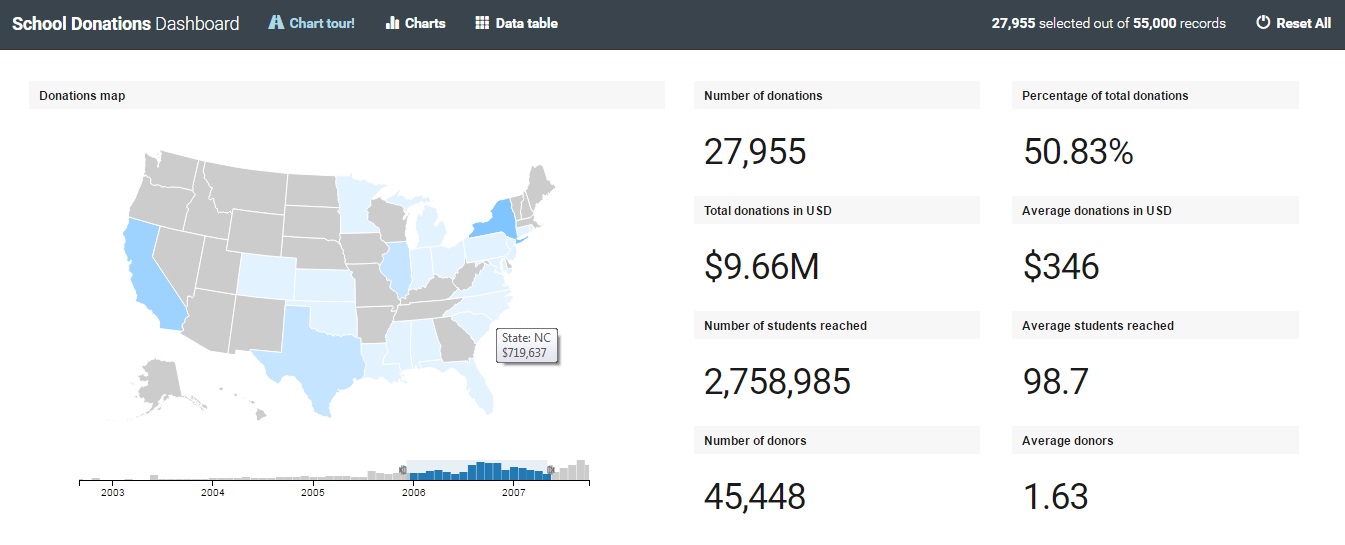 School Donations Dashboard Chart tour! Charts Data table 27,955 selected out of 55,000 records Reset All
Donations map
Number of donations
Percentage of total donations
27,955
50.83%
Total donations in USD
Average donations in USD
$9.66M
$346
Number of students reached
Average students reached
State: NC
$719,637
2,758,985
98.7
Number of donors
Average donors
45,448
1.63
2003 2004 2005 2006 2007